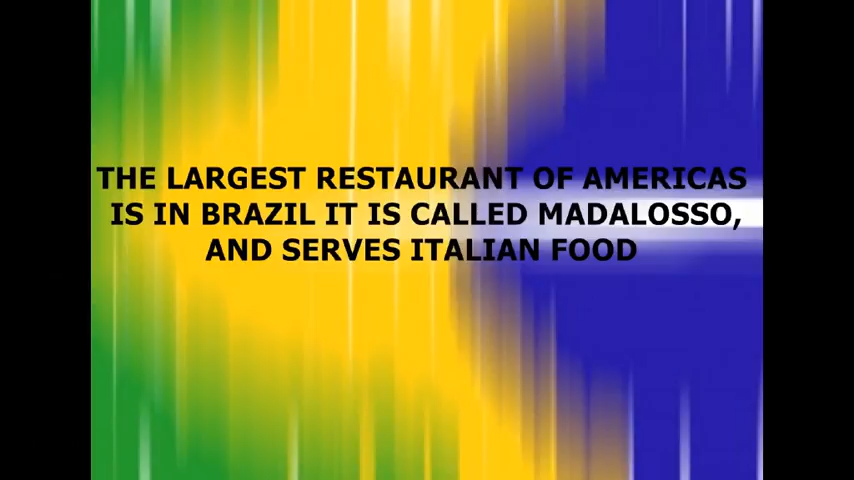 THE LARGEST RESTAURANT OF AMERICAS
IS IN BRAZIL IT IS CALLED MADALOSSO,
AND SERVES ITALIAN FOOD